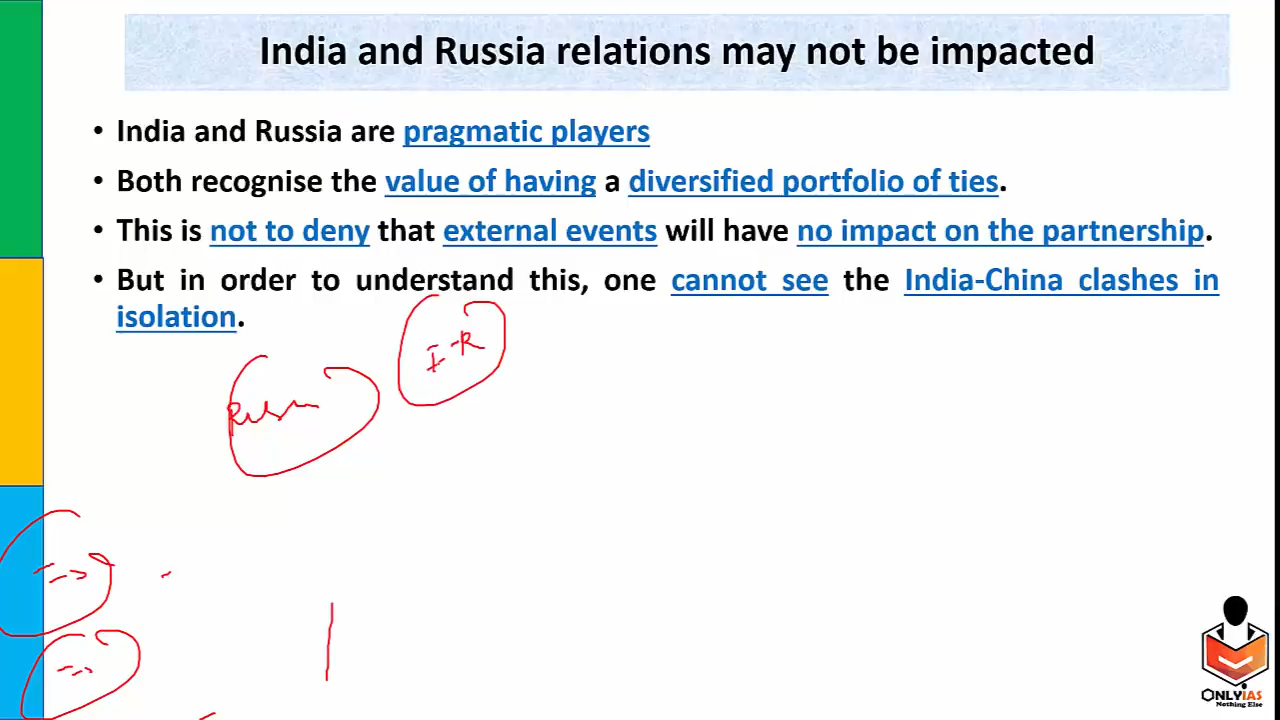 India and Russia relations may not be impacted
• India and Russia are pragmatic players
• Both recognise the value of having a diversified portfolio of ties.
• This is not to deny that external events will have no impact on the partnership.
• But in order to understand this, one cannot see the India-China clashes in
isolation.
I-R
Russia
ONLYIAS
Nothing Else